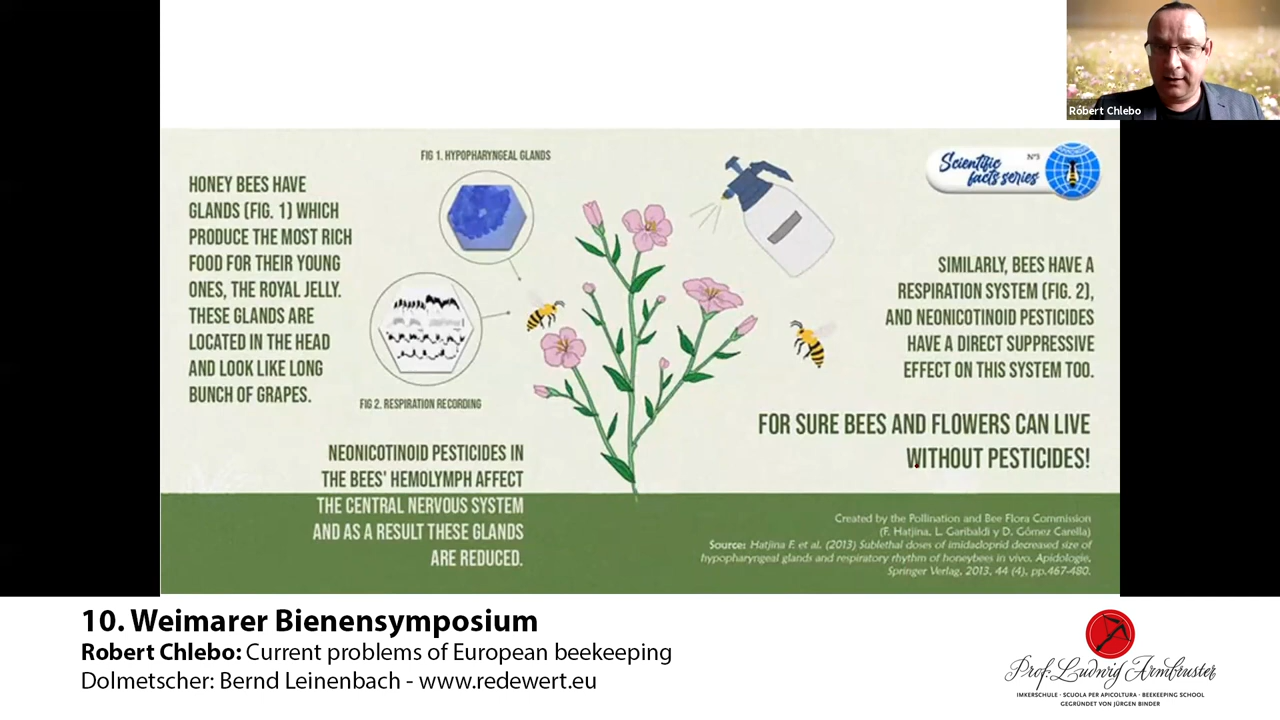 Róbert Chlebo
Scientific
facts series
N°3
FIG 1. HYPOPHARYNGEAL GLANDS
HONEY BEES HAVE
GLANDS (FIG. 1) WHICH
PRODUCE THE MOST RICH
FOOD FOR THEIR YOUNG
ONES, THE ROYAL JELLY.
THESE GLANDS ARE
LOCATED IN THE HEAD
AND LOOK LIKE LONG
BUNCH OF GRAPES.
FIG 2. RESPIRATION RECORDING
NEONICOTINOID PESTICIDES IN
THE BEES' HEMOLYMPH AFFECT
THE CENTRAL NERVOUS SYSTEM
AND AS A RESULT THESE GLANDS
ARE REDUCED.
SIMILARLY, BEES HAVE A
RESPIRATION SYSTEM (FIG. 2),
AND NEONICOTINOID PESTICIDES
HAVE A DIRECT SUPPRESSIVE
EFFECT ON THIS SYSTEM TOO.
FOR SURE BEES AND FLOWERS CAN LIVE
WITHOUT PESTICIDES!
Created by the Pollination and Bee Flora Commission
(F. Hatjina, L. Garibaldi y D. Gómez Carella)
Source: Hatjina F. et al. (2013) Sublethal doses of imidacloprid decreased size of
hypopharyngeal glands and respiratory rhythm of honeybees in vivo. Apidologie,
Springer Verlag, 2013, 44 (4), pp.467-480.
10. Weimarer Bienensymposium
Robert Chlebo: Current problems of European beekeeping
Dolmetscher: Bernd Leinenbach - www.redewert.eu
Prof. Ludwig Armbruster
IMKERSCHULE · SCUOLA PER APICOLTURA · BEEKEEPING SCHOOL
GEGRÜNDET VON JÜRGEN BINDER